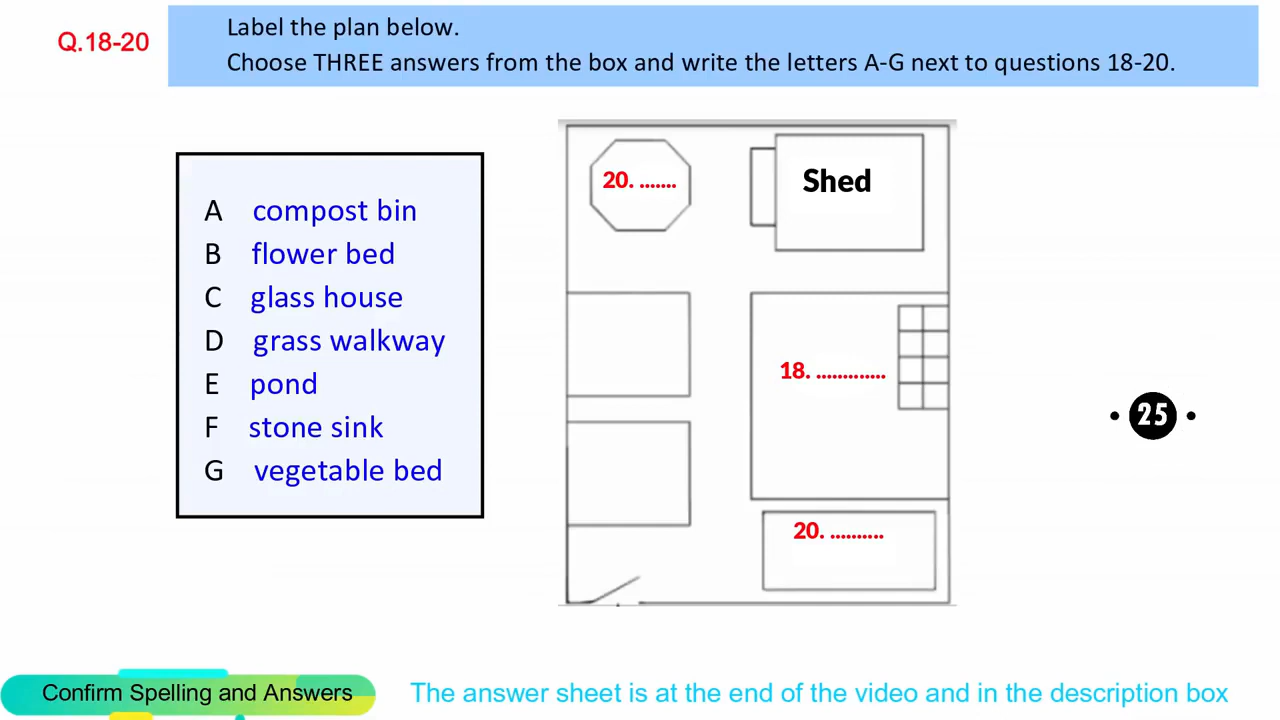 Q.18-20
Label the plan below.
Choose THREE answers from the box and write the letters A-G next to questions 18-20.
A compost bin
B flower bed
C glass house
D grass walkway
E pond
F stone sink
G vegetable bed
20. .......
Shed
18. .............
20. ..........
• 25 •
Confirm Spelling and Answers
The answer sheet is at the end of the video and in the description box